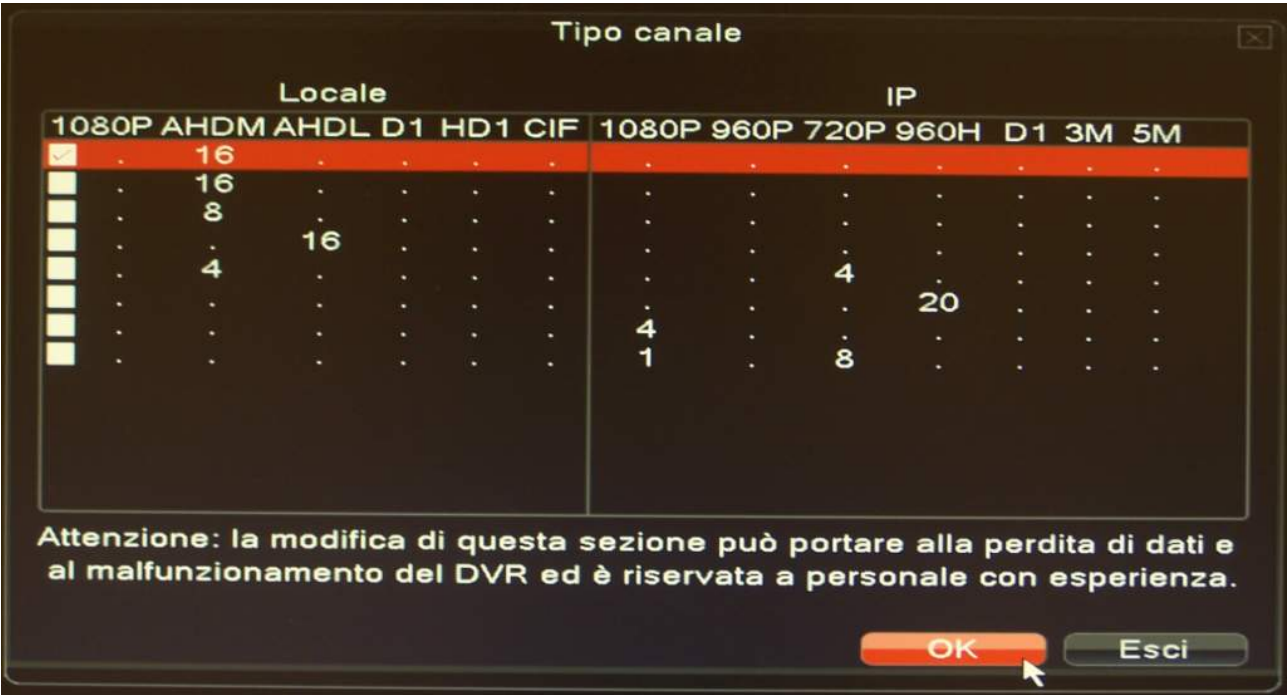 Tipo canale
Locale IP
1080P AHDM AHDL D1 HD1 CIF 1080P 960P 720P 960H D1 3M 5M
. 16 . . . . . . . . . . .
. 16 . . . . . . . . . . .
. 8 . . . . . . . . . . .
. . 16 . . . . . . . . . .
. 4 . . . . . . 4 . . . .
. . . . . . . . . 20 . . .
. . . . . . 4 . . . . . .
. . . . . . 1 . 8 . . . .
Attenzione: la modifica di questa sezione può portare alla perdita di dati e
al malfunzionamento del DVR ed è riservata a personale con esperienza.
OK Esci